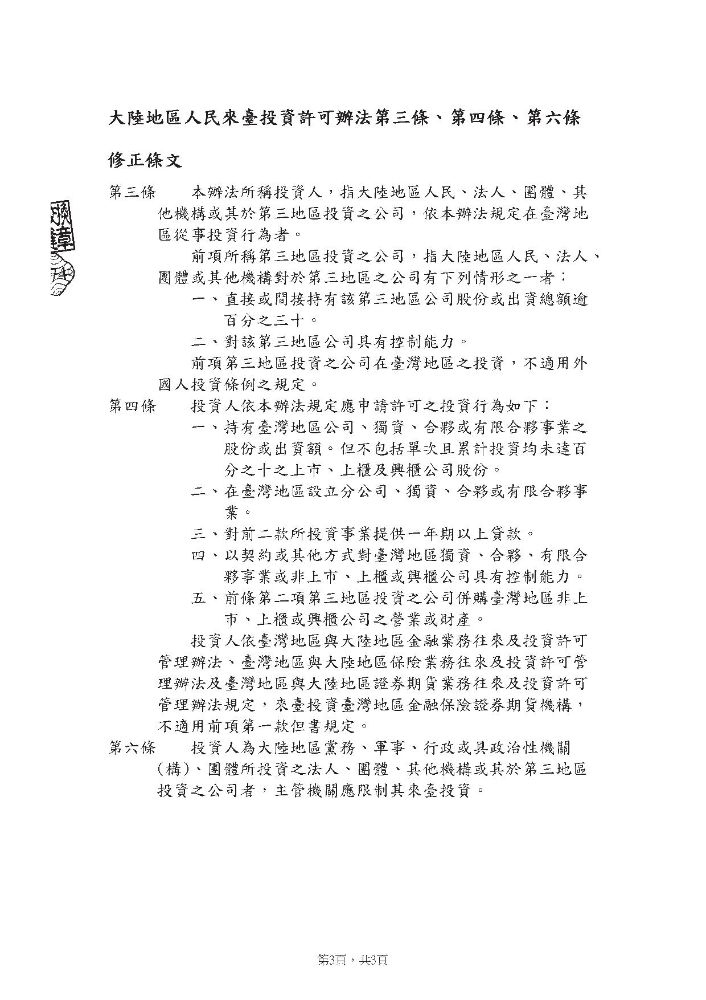 大陸地區人民來臺投資許可辦法第三條、第四條、第六條
修正條文
第三條　　本辦法所稱投資人，指大陸地區人民、法人、團體、其
他機構或其於第三地區投資之公司，依本辦法規定在臺灣地
區從事投資行為者。
前項所稱第三地區投資之公司，指大陸地區人民、法人、
團體或其他機構對於第三地區之公司有下列情形之一者：
一、直接或間接持有該第三地區公司股份或出資總額逾
百分之三十。
二、對該第三地區公司具有控制能力。
前項第三地區投資之公司在臺灣地區之投資，不適用外
國人投資條例之規定。
第四條　　投資人依本辦法規定應申請許可之投資行為如下：
一、持有臺灣地區公司、獨資、合夥或有限合夥事業之
股份或出資額。但不包括單次且累計投資均未達百
分之十之上市、上櫃及興櫃公司股份。
二、在臺灣地區設立分公司、獨資、合夥或有限合夥事
業。
三、對前二款所投資事業提供一年期以上貸款。
四、以契約或其他方式對臺灣地區獨資、合夥、有限合
夥事業或非上市、上櫃或興櫃公司具有控制能力。
五、前條第二項第三地區投資之公司併購臺灣地區非上
市、上櫃或興櫃公司之營業或財產。
投資人依臺灣地區與大陸地區金融業務往來及投資許可
管理辦法、臺灣地區與大陸地區保險業務往來及投資許可管
理辦法及臺灣地區與大陸地區證券期貨業務往來及投資許可
管理辦法規定，來臺投資臺灣地區金融保險證券期貨機構，
不適用前項第一款但書規定。
第六條　　投資人為大陸地區黨務、軍事、行政或具政治性機關
(構)、團體所投資之法人、團體、其他機構或其於第三地區
投資之公司者，主管機關應限制其來臺投資。
第3頁，共3頁